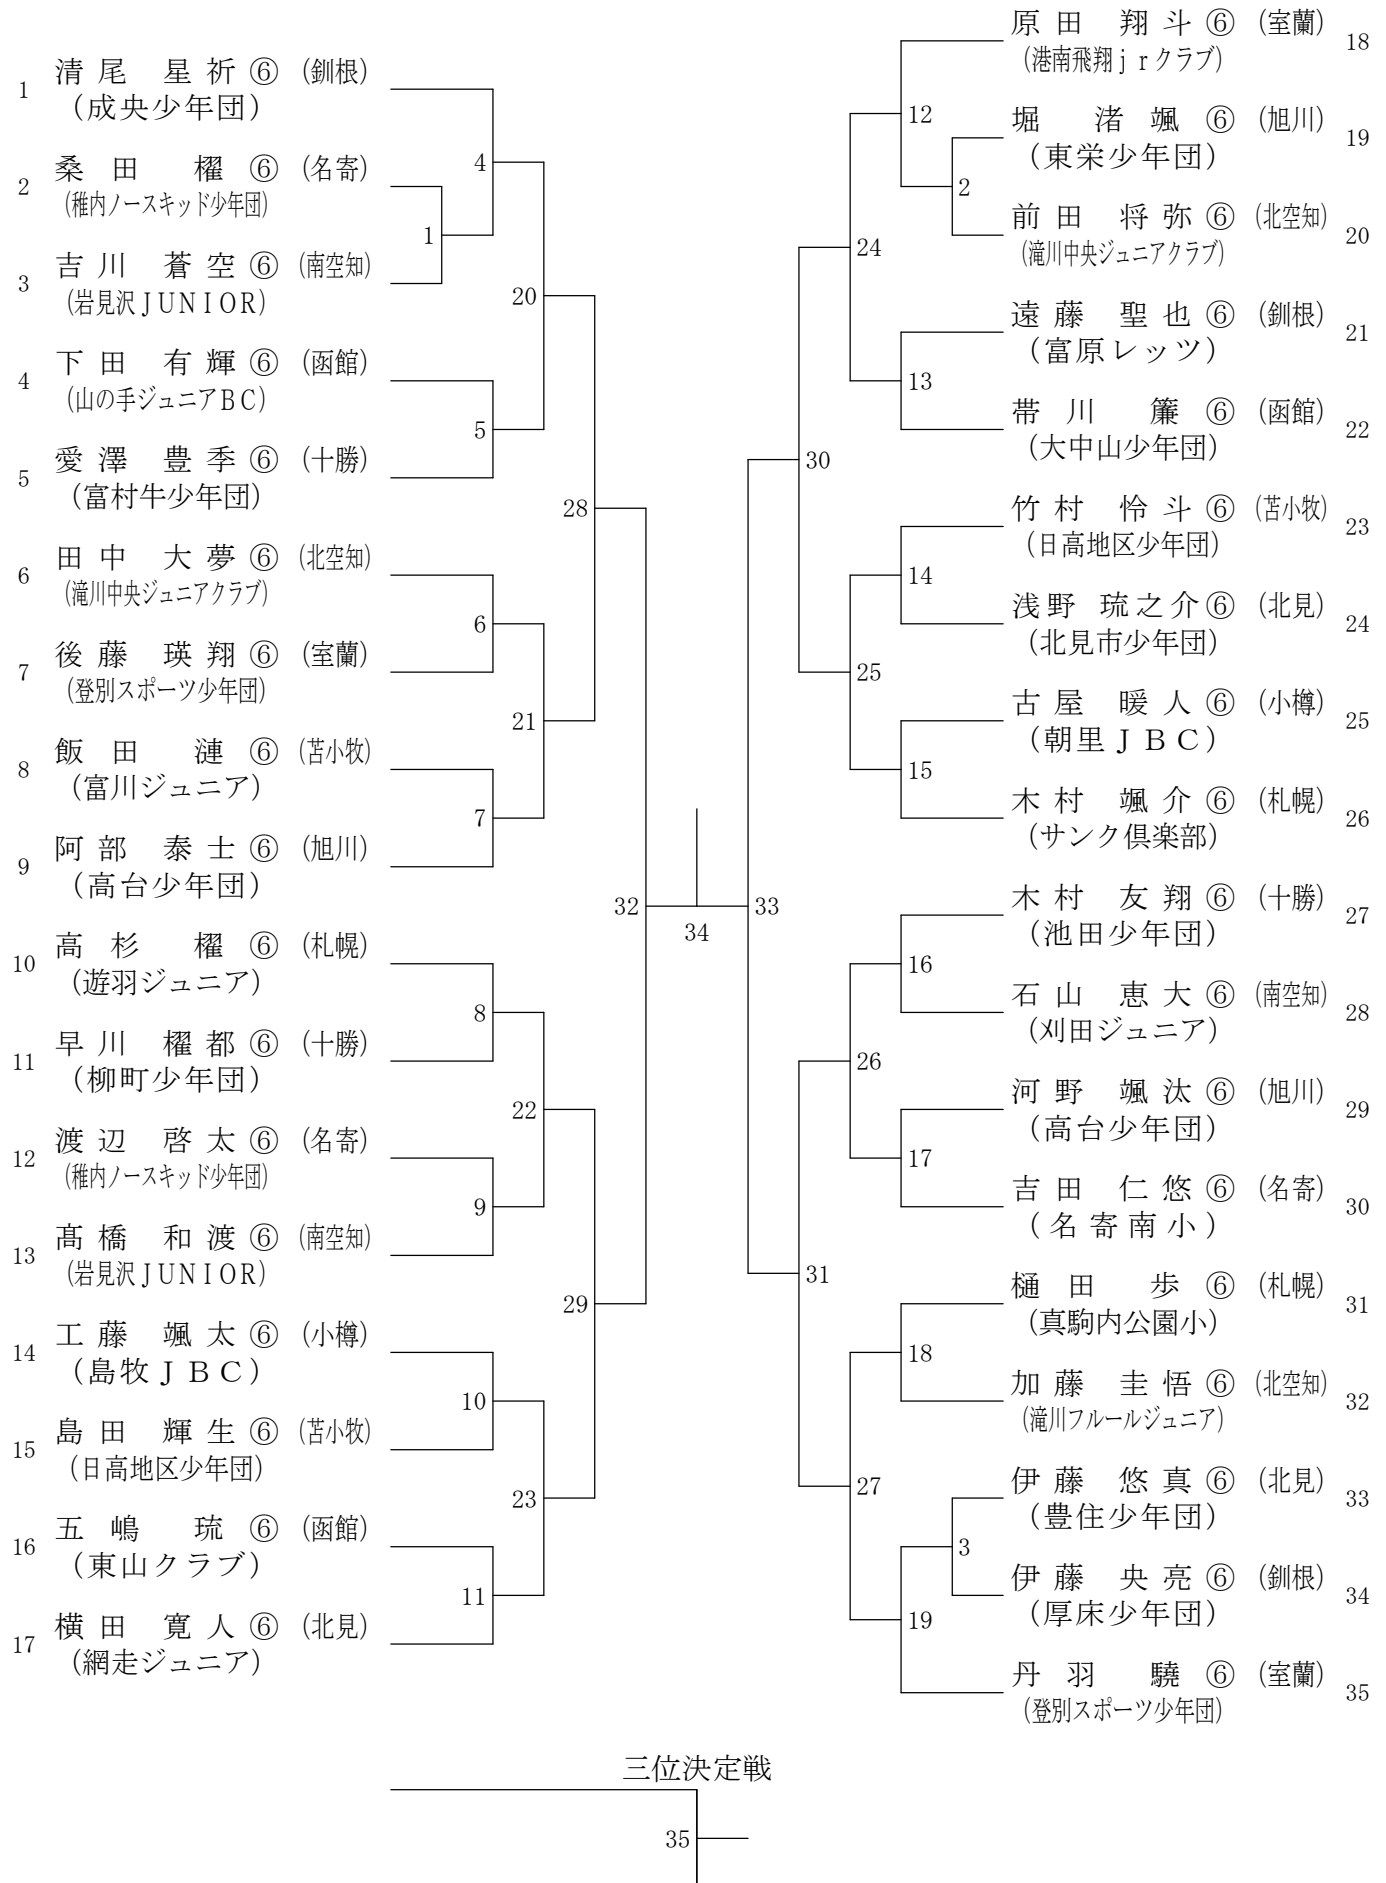 1 清尾 星祈⑥ (釧根)
(成央少年団)
2 桑田 櫂⑥ (名寄)
(稚内ノースキッド少年団)
3 吉川 蒼空⑥ (南空知)
(岩見沢JUNIOR)
4 下田 有輝⑥ (函館)
(山の手ジュニアBC)
5 愛澤 豊季⑥ (十勝)
(富村牛少年団)
6 田中 大夢⑥ (北空知)
(滝川中央ジュニアクラブ)
7 後藤 瑛翔⑥ (室蘭)
(登別スポーツ少年団)
8 飯田 漣⑥ (苫小牧)
(富川ジュニア)
9 阿部 泰士⑥ (旭川)
(高台少年団)
10 高杉 櫂⑥ (札幌)
(遊羽ジュニア)
11 早川 櫂都⑥ (十勝)
(柳町少年団)
12 渡辺 啓太⑥ (名寄)
(稚内ノースキッド少年団)
13 髙橋 和渡⑥ (南空知)
(岩見沢JUNIOR)
14 工藤 颯太⑥ (小樽)
(島牧JBC)
15 島田 輝生⑥ (苫小牧)
(日高地区少年団)
16 五嶋 琉⑥ (函館)
(東山クラブ)
17 横田 寛人⑥ (北見)
(網走ジュニア)
1
4
5
6
7
8
9
10
11
20
21
22
23
28
29
32
34
33
30
31
24
25
26
27
12
13
14
15
16
17
18
19
2
3
原田 翔斗⑥ (室蘭) 18
(港南飛翔jrクラブ)
堀 渚颯⑥ (旭川) 19
(東栄少年団)
前田 将弥⑥ (北空知) 20
(滝川中央ジュニアクラブ)
遠藤 聖也⑥ (釧根) 21
(富原レッツ)
帯川 簾⑥ (函館) 22
(大中山少年団)
竹村 怜斗⑥ (苫小牧) 23
(日高地区少年団)
浅野 琉之介⑥ (北見) 24
(北見市少年団)
古屋 暖人⑥ (小樽) 25
(朝里JBC)
木村 颯介⑥ (札幌) 26
(サンク倶楽部)
木村 友翔⑥ (十勝) 27
(池田少年団)
石山 恵大⑥ (南空知) 28
(刈田ジュニア)
河野 颯汰⑥ (旭川) 29
(高台少年団)
吉田 仁悠⑥ (名寄) 30
(名寄南小)
樋田 歩⑥ (札幌) 31
(真駒内公園小)
加藤 圭悟⑥ (北空知) 32
(滝川フルールジュニア)
伊藤 悠真⑥ (北見) 33
(豊住少年団)
伊藤 央亮⑥ (釧根) 34
(厚床少年団)
丹羽 驍⑥ (室蘭) 35
(登別スポーツ少年団)
三位決定戦
35